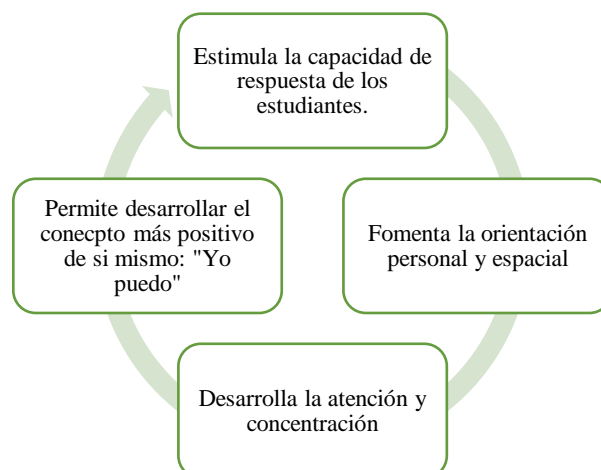 Estimula la capacidad de
respuesta de los
estudiantes.
Fomenta la orientación
personal y espacial
Desarrolla la atención y
concentración
Permite desarrollar el
conecpto más positivo
de si mismo: "Yo
puedo"